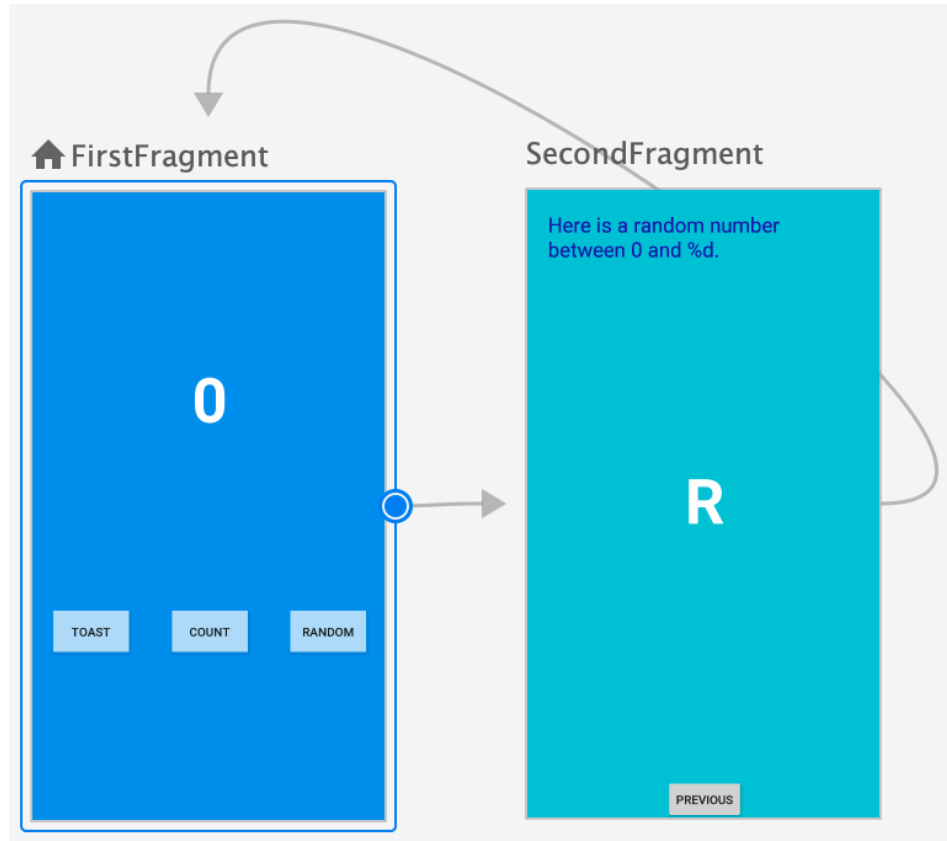 FirstFragment
0
TOAST
COUNT
RANDOM
SecondFragment
Here is a random number
between 0 and %d.
R
PREVIOUS